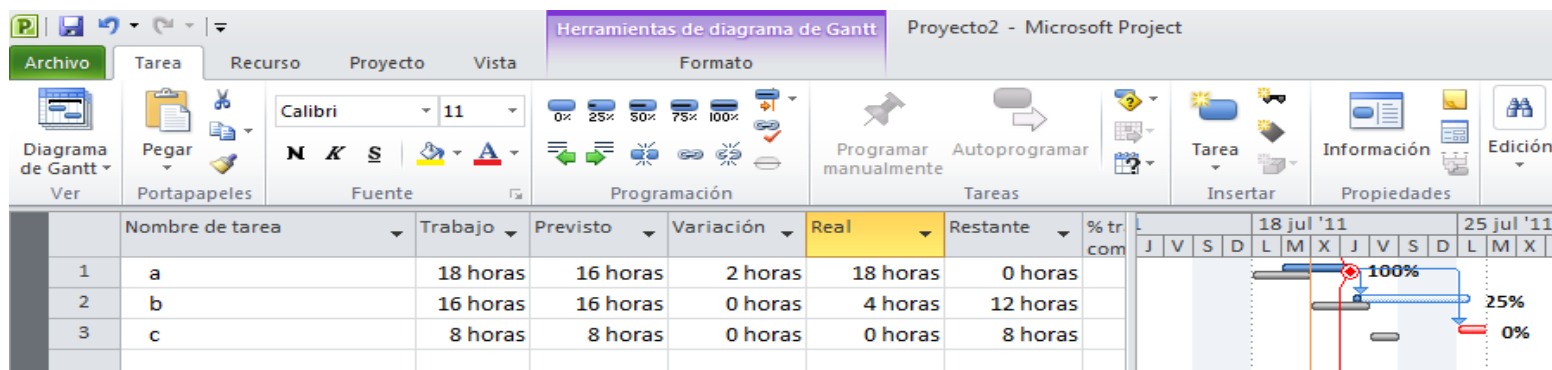 Herramientas de diagrama de Gantt
Proyecto2 - Microsoft Project
Archivo Tarea Recurso Proyecto Vista Formato
Calibri 11
0% 25% 50% 75% 100%
Diagrama de Gantt
Pegar
N K S
A
Programar manualmente
Autoprogramar
Tarea
Información
Edición
Ver Portapapeles Fuente Programación Tareas Insertar Propiedades
Nombre de tarea Trabajo Previsto Variación Real Restante % tr. com
18 jul '11 25 jul '11
J V S D L M X J V S D L M X
1 a 18 horas 16 horas 2 horas 18 horas 0 horas 100%
2 b 16 horas 16 horas 0 horas 4 horas 12 horas 25%
3 c 8 horas 8 horas 0 horas 0 horas 8 horas 0%